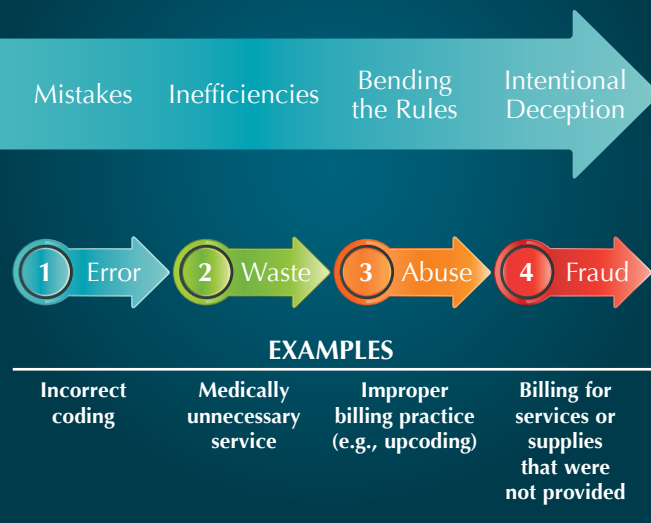 Mistakes
Inefficiencies
Bending
the Rules
Intentional
Deception
1 Error
2 Waste
3 Abuse
4 Fraud
EXAMPLES
Incorrect
coding
Medically
unnecessary
service
Improper
billing practice
(e.g., upcoding)
Billing for
services or
supplies
that were
not provided